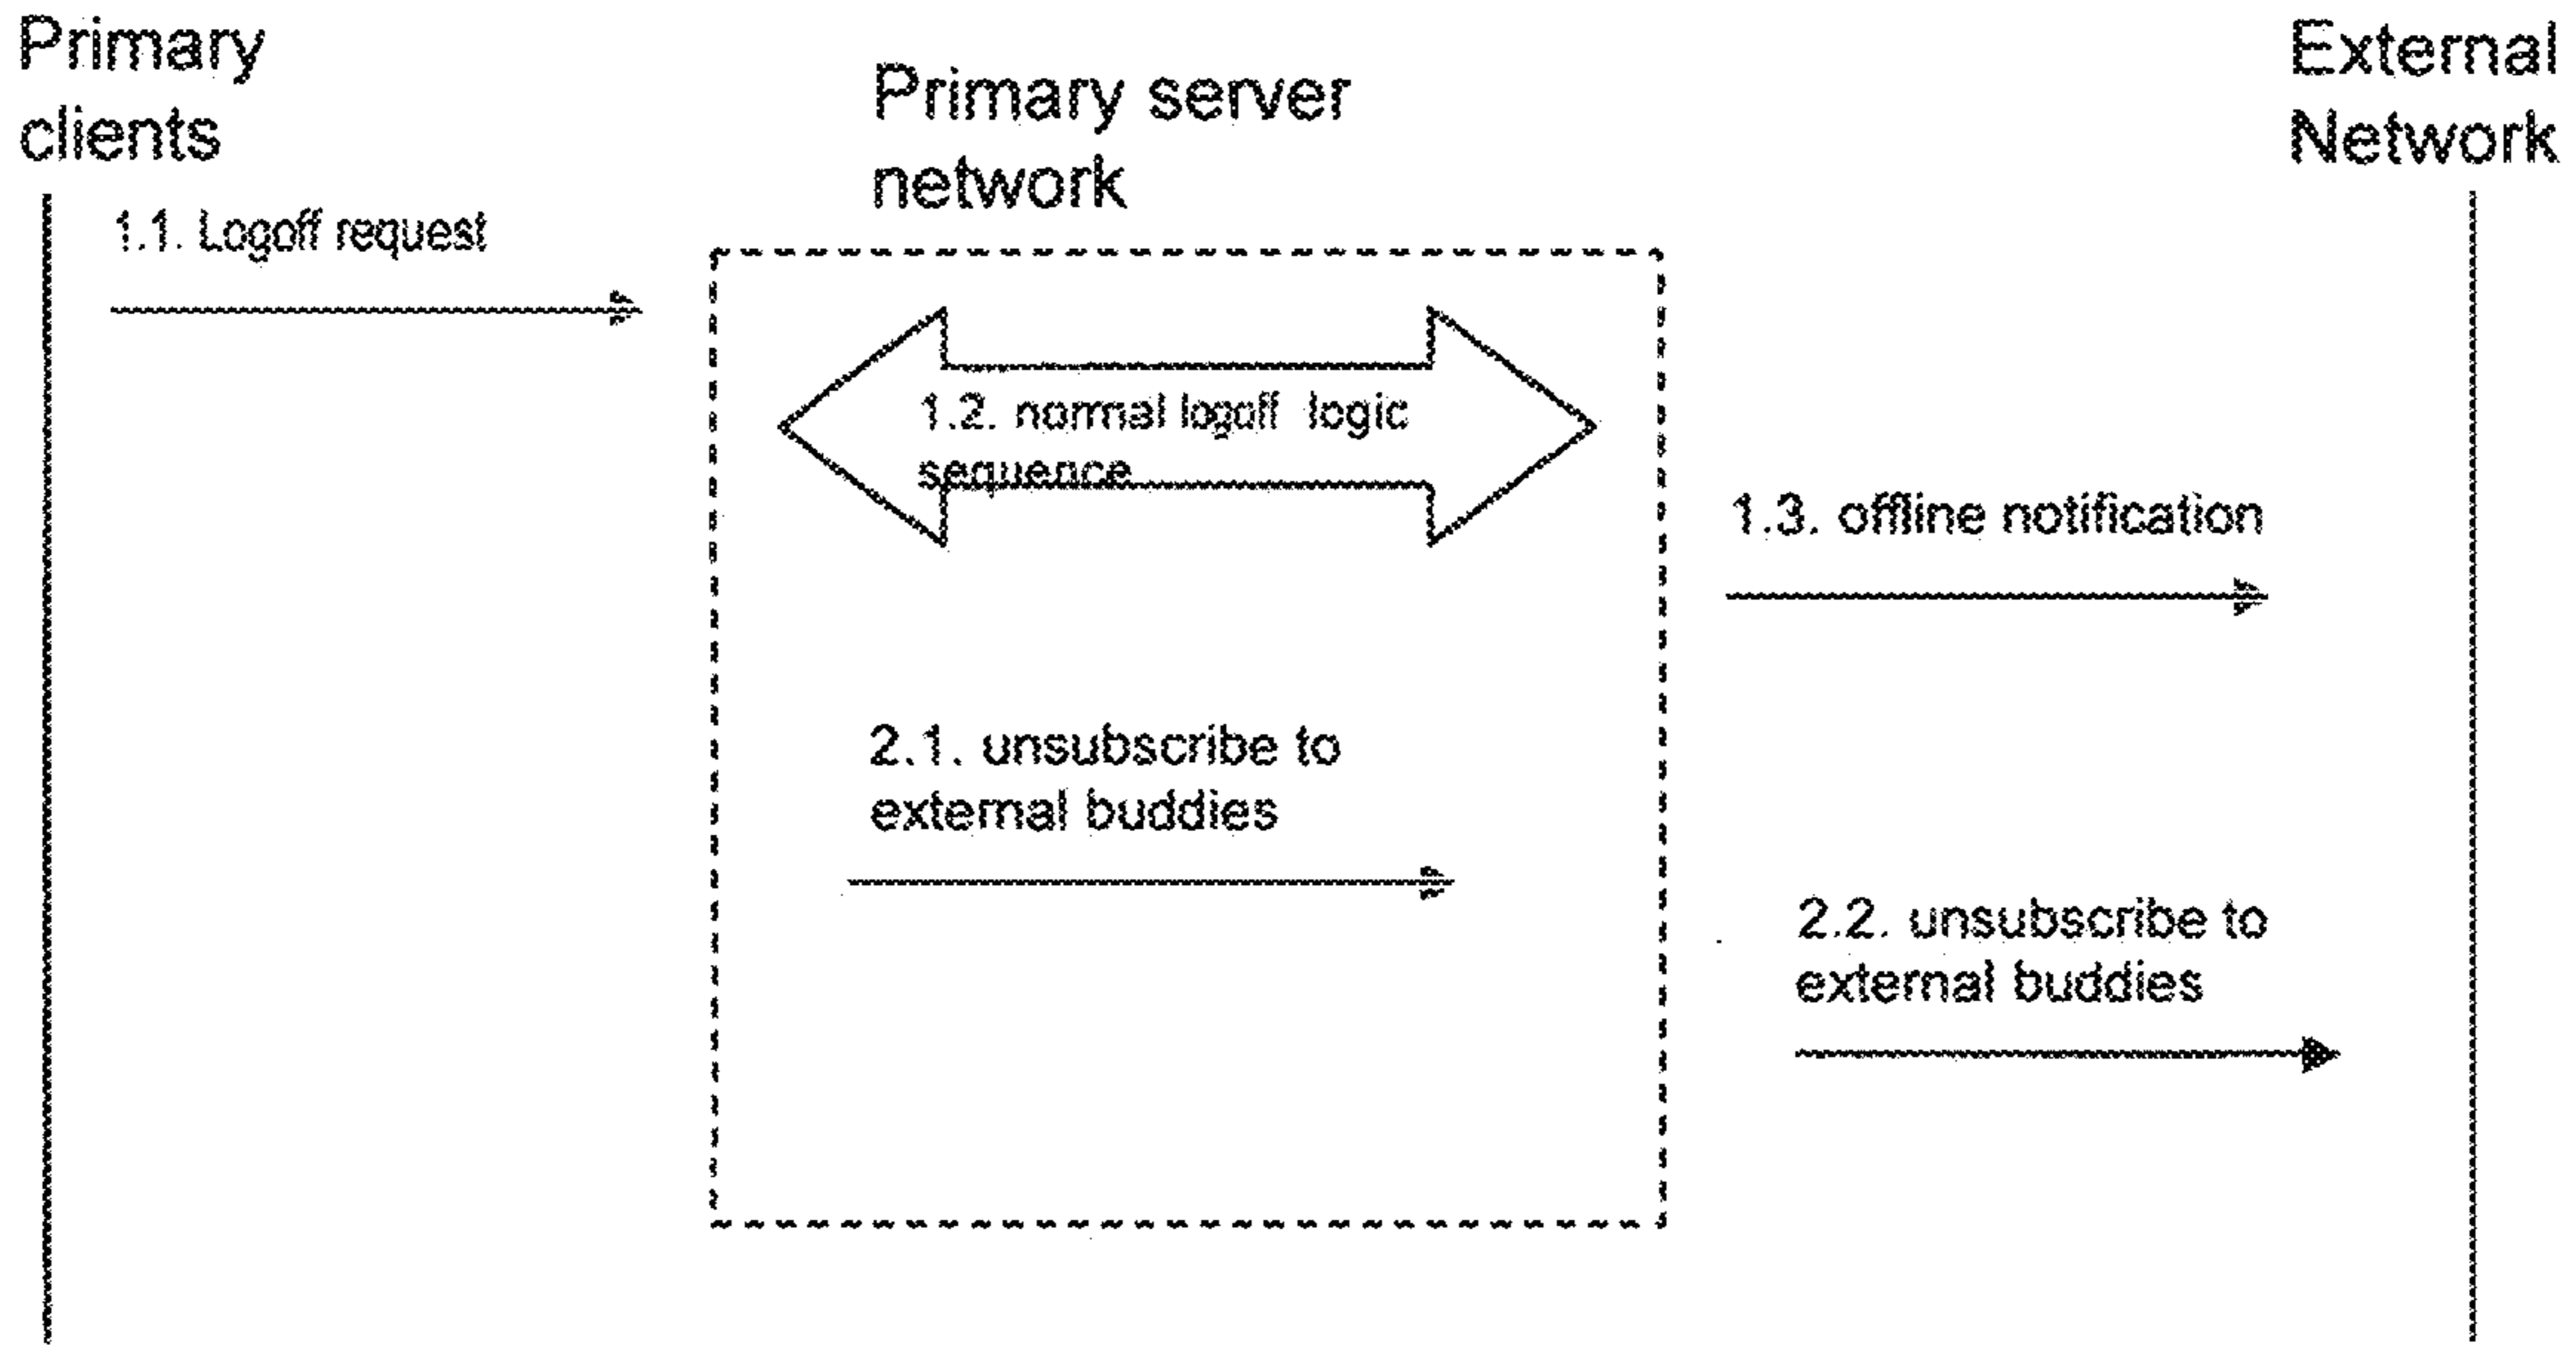 Primary
clients
Primary server
network
External
Network
1.1. Logoff request
1.2. normal logoff logic
sequence
1.3. offline notification
2.1. unsubscribe to
external buddies
2.2. unsubscribe to
external buddies